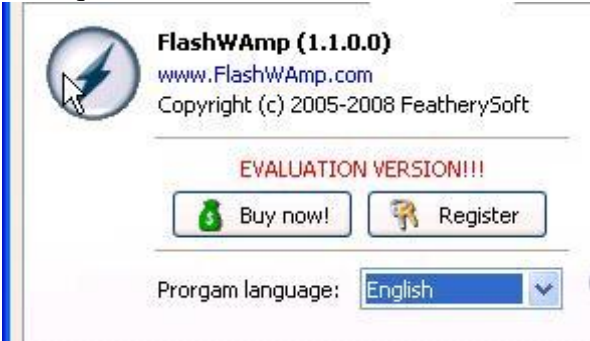 FlashWAmp (1.1.0.0)
www.FlashWAmp.com
Copyright (c) 2005-2008 FeatherySoft
EVALUATION VERSION!!!
Buy now! Register
Prorgam language: English